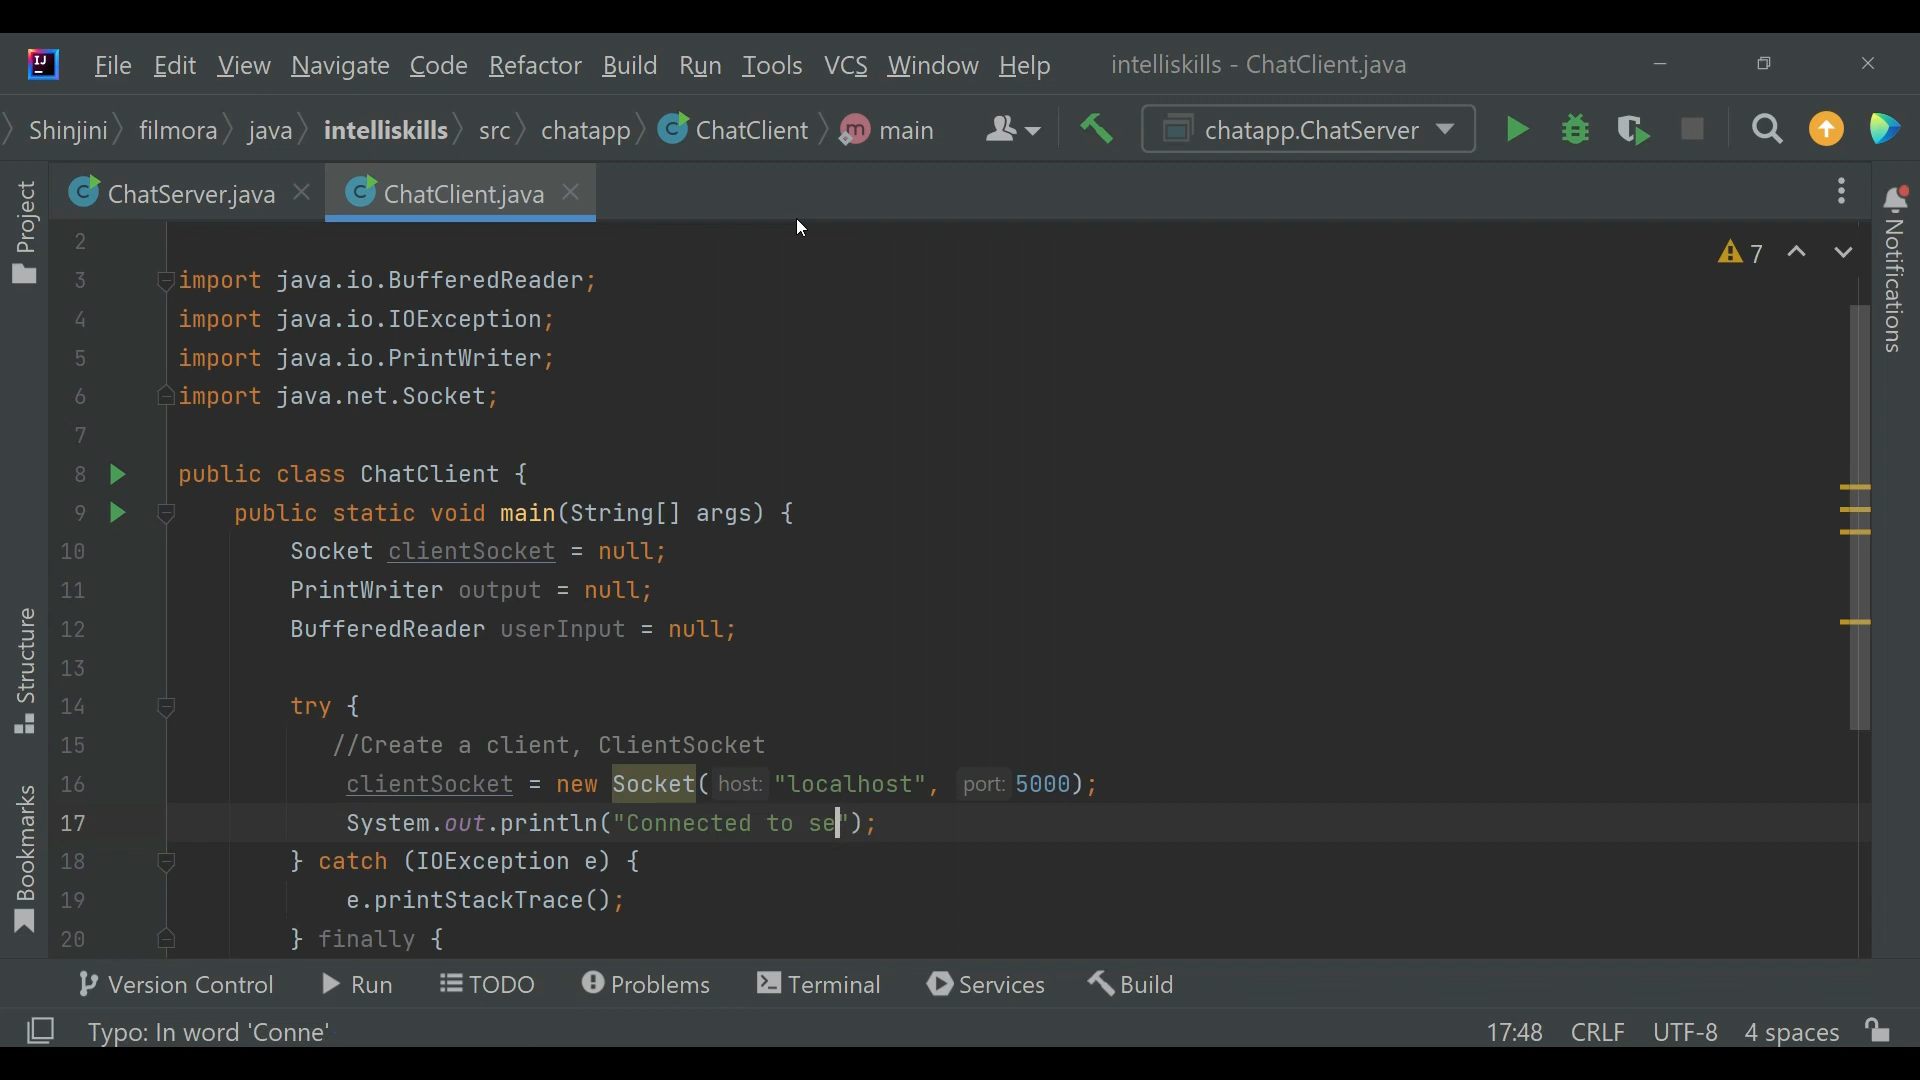 IJ File Edit View Navigate Code Refactor Build Run Tools VCS Window Help intelliskills - ChatClient.java
Shinjini filmora java intelliskills src chatapp C ChatClient m main chatapp.ChatServer
Project
C ChatServer.java C ChatClient.java
Notifications
7
2
3 import java.io.BufferedReader;
4 import java.io.IOException;
5 import java.io.PrintWriter;
6 import java.net.Socket;
7
8 public class ChatClient {
9 public static void main(String[] args) {
10 Socket clientSocket = null;
11 PrintWriter output = null;
12 BufferedReader userInput = null;
13
14 try {
15 //Create a client, ClientSocket
16 clientSocket = new Socket( host: "localhost", port: 5000);
17 System.out.println("Connected to se");
18 } catch (IOException e) {
19 e.printStackTrace();
20 } finally {
Structure
Bookmarks
Version Control Run TODO Problems Terminal Services Build
Typo: In word 'Conne' 17:48 CRLF UTF-8 4 spaces